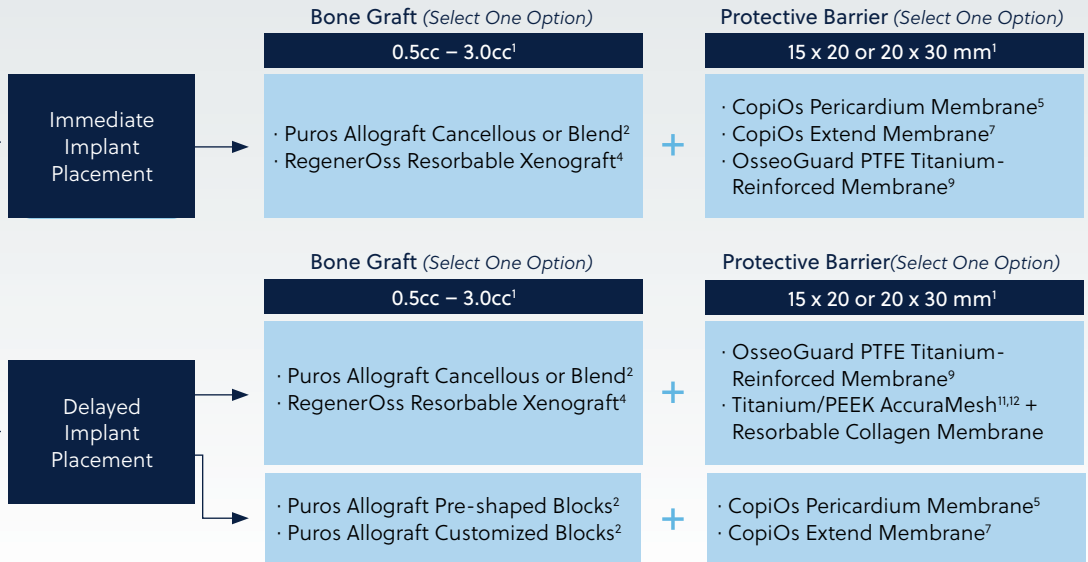 Bone Graft (Select One Option)
Protective Barrier (Select One Option)
0.5cc – 3.0cc¹
15 x 20 or 20 x 30 mm¹
Immediate
Implant
Placement
· Puros Allograft Cancellous or Blend²
· RegenerOss Resorbable Xenograft⁴
+
· CopiOs Pericardium Membrane⁵
· CopiOs Extend Membrane⁷
· OsseoGuard PTFE Titanium-
Reinforced Membrane⁹
Bone Graft (Select One Option)
Protective Barrier(Select One Option)
0.5cc – 3.0cc¹
15 x 20 or 20 x 30 mm¹
Delayed
Implant
Placement
· Puros Allograft Cancellous or Blend²
· RegenerOss Resorbable Xenograft⁴
+
· OsseoGuard PTFE Titanium-
Reinforced Membrane⁹
· Titanium/PEEK AccuraMesh¹¹,¹² +
Resorbable Collagen Membrane
· Puros Allograft Pre-shaped Blocks²
· Puros Allograft Customized Blocks²
+
· CopiOs Pericardium Membrane⁵
· CopiOs Extend Membrane⁷